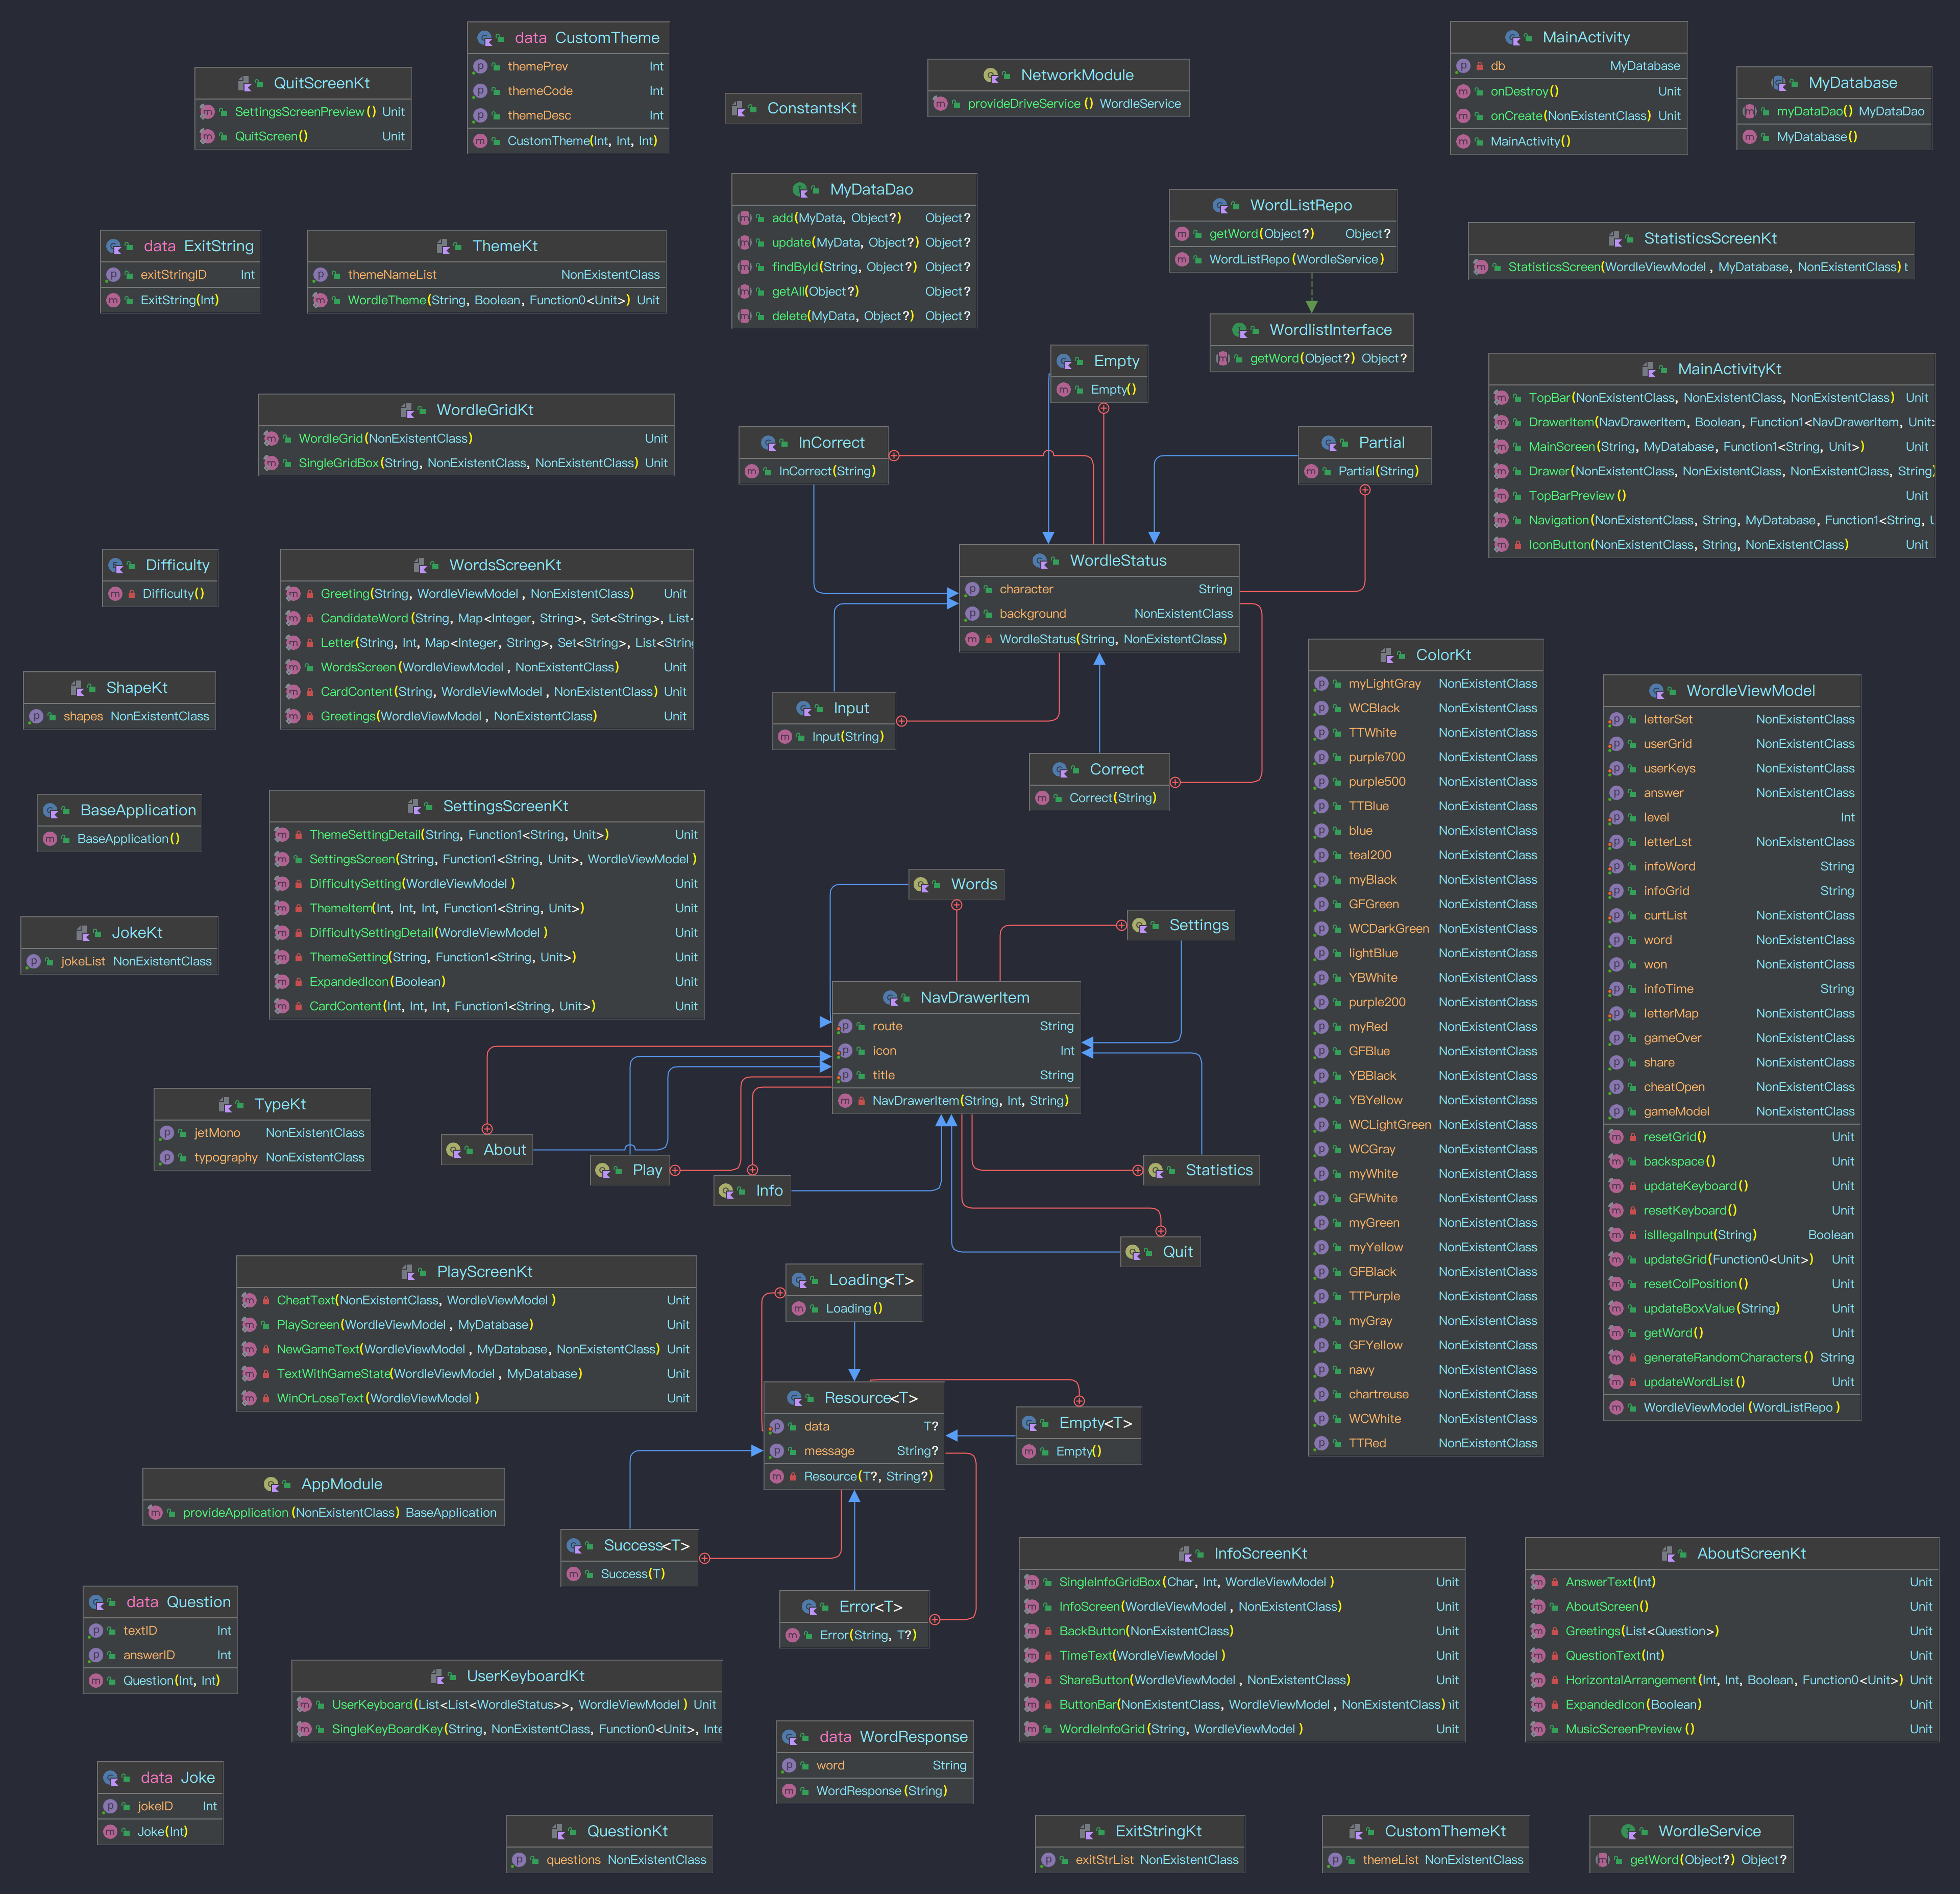 data CustomTheme
themePrev Int
themeCode Int
themeDesc Int
CustomTheme(Int, Int, Int)
MainActivity
db MyDatabase
onDestroy() Unit
onCreate(NonExistentClass) Unit
MainActivity()
QuitScreenKt
SettingsScreenPreview() Unit
QuitScreen() Unit
NetworkModule
provideDriveService() WordleService
MyDatabase
myDataDao() MyDataDao
MyDatabase()
ConstantsKt
MyDataDao
add(MyData, Object?) Object?
update(MyData, Object?) Object?
findById(String, Object?) Object?
getAll(Object?) Object?
delete(MyData, Object?) Object?
WordListRepo
getWord(Object?) Object?
WordListRepo(WordleService)
data ExitString
exitStringID Int
ExitString(Int)
ThemeKt
themeNameList NonExistentClass
WordleTheme(String, Boolean, Function0<Unit>) Unit
StatisticsScreenKt
StatisticsScreen(WordleViewModel, MyDatabase, NonExistentClass) t
WordlistInterface
getWord(Object?) Object?
Empty
Empty()
MainActivityKt
TopBar(NonExistentClass, NonExistentClass, NonExistentClass) Unit
DrawerItem(NavDrawerItem, Boolean, Function1<NavDrawerItem, Unit>
MainScreen(String, MyDatabase, Function1<String, Unit>) Unit
Drawer(NonExistentClass, NonExistentClass, NonExistentClass, String)
TopBarPreview() Unit
Navigation(NonExistentClass, String, MyDatabase, Function1<String, U
IconButton(NonExistentClass, String, NonExistentClass) Unit
WordleGridKt
WordleGrid(NonExistentClass) Unit
SingleGridBox(String, NonExistentClass, NonExistentClass) Unit
InCorrect
InCorrect(String)
Partial
Partial(String)
Difficulty
Difficulty()
WordsScreenKt
Greeting(String, WordleViewModel, NonExistentClass) Unit
CandidateWord(String, Map<Integer, String>, Set<String>, List<
Letter(String, Int, Map<Integer, String>, Set<String>, List<String
WordsScreen(WordleViewModel, NonExistentClass) Unit
CardContent(String, WordleViewModel, NonExistentClass) Unit
Greetings(WordleViewModel, NonExistentClass) Unit
WordleStatus
character String
background NonExistentClass
WordleStatus(String, NonExistentClass)
ShapeKt
shapes NonExistentClass
Input
Input(String)
Correct
Correct(String)
ColorKt
myLightGray NonExistentClass
WCBlack NonExistentClass
TTWhite NonExistentClass
purple700 NonExistentClass
purple500 NonExistentClass
TTBlue NonExistentClass
blue NonExistentClass
teal200 NonExistentClass
myBlack NonExistentClass
GFGreen NonExistentClass
WCDarkGreen NonExistentClass
lightBlue NonExistentClass
YBWhite NonExistentClass
purple200 NonExistentClass
myRed NonExistentClass
GFBlue NonExistentClass
YBBlack NonExistentClass
YBYellow NonExistentClass
WCLightGreen NonExistentClass
WCGray NonExistentClass
myWhite NonExistentClass
GFWhite NonExistentClass
myGreen NonExistentClass
myYellow NonExistentClass
GFBlack NonExistentClass
TTPurple NonExistentClass
myGray NonExistentClass
GFYellow NonExistentClass
navy NonExistentClass
chartreuse NonExistentClass
WCWhite NonExistentClass
TTRed NonExistentClass
WordleViewModel
letterSet NonExistentClass
userGrid NonExistentClass
userKeys NonExistentClass
answer NonExistentClass
level Int
letterLst NonExistentClass
infoWord String
infoGrid String
curtList NonExistentClass
word NonExistentClass
won NonExistentClass
infoTime String
letterMap NonExistentClass
gameOver NonExistentClass
share NonExistentClass
cheatOpen NonExistentClass
gameModel NonExistentClass
resetGrid() Unit
backspace() Unit
updateKeyboard() Unit
resetKeyboard() Unit
isIllegalInput(String) Boolean
updateGrid(Function0<Unit>) Unit
resetColPosition() Unit
updateBoxValue(String) Unit
getWord() Unit
generateRandomCharacters() String
updateWordList() Unit
WordleViewModel(WordListRepo)
BaseApplication
BaseApplication()
SettingsScreenKt
ThemeSettingDetail(String, Function1<String, Unit>) Unit
SettingsScreen(String, Function1<String, Unit>, WordleViewModel)
DifficultySetting(WordleViewModel) Unit
ThemeItem(Int, Int, Int, Function1<String, Unit>) Unit
DifficultySettingDetail(WordleViewModel) Unit
ThemeSetting(String, Function1<String, Unit>) Unit
ExpandedIcon(Boolean) Unit
CardContent(Int, Int, Int, Function1<String, Unit>) Unit
Words
Settings
JokeKt
jokeList NonExistentClass
NavDrawerItem
route String
icon Int
title String
NavDrawerItem(String, Int, String)
TypeKt
jetMono NonExistentClass
typography NonExistentClass
About
Play
Info
Statistics
Quit
PlayScreenKt
CheatText(NonExistentClass, WordleViewModel) Unit
PlayScreen(WordleViewModel, MyDatabase) Unit
NewGameText(WordleViewModel, MyDatabase, NonExistentClass) Unit
TextWithGameState(WordleViewModel, MyDatabase) Unit
WinOrLoseText(WordleViewModel) Unit
Loading<T>
Loading()
Resource<T>
data T?
message String?
Resource(T?, String?)
Empty<T>
Empty()
AppModule
provideApplication(NonExistentClass) BaseApplication
Success<T>
Success(T)
Error<T>
Error(String, T?)
InfoScreenKt
SingleInfoGridBox(Char, Int, WordleViewModel) Unit
InfoScreen(WordleViewModel, NonExistentClass) Unit
BackButton(NonExistentClass) Unit
TimeText(WordleViewModel) Unit
ShareButton(WordleViewModel, NonExistentClass) Unit
ButtonBar(NonExistentClass, WordleViewModel, NonExistentClass) nit
WordleInfoGrid(String, WordleViewModel) Unit
AboutScreenKt
AnswerText(Int) Unit
AboutScreen() Unit
Greetings(List<Question>) Unit
QuestionText(Int) Unit
HorizontalArrangement(Int, Int, Boolean, Function0<Unit>) Unit
ExpandedIcon(Boolean) Unit
MusicScreenPreview() Unit
data Question
textID Int
answerID Int
Question(Int, Int)
UserKeyboardKt
UserKeyboard(List<List<WordleStatus>>, WordleViewModel) Unit
SingleKeyBoardKey(String, NonExistentClass, Function0<Unit>, Inte
data WordResponse
word String
WordResponse(String)
data Joke
jokeID Int
Joke(Int)
QuestionKt
questions NonExistentClass
ExitStringKt
exitStrList NonExistentClass
CustomThemeKt
themeList NonExistentClass
WordleService
getWord(Object?) Object?